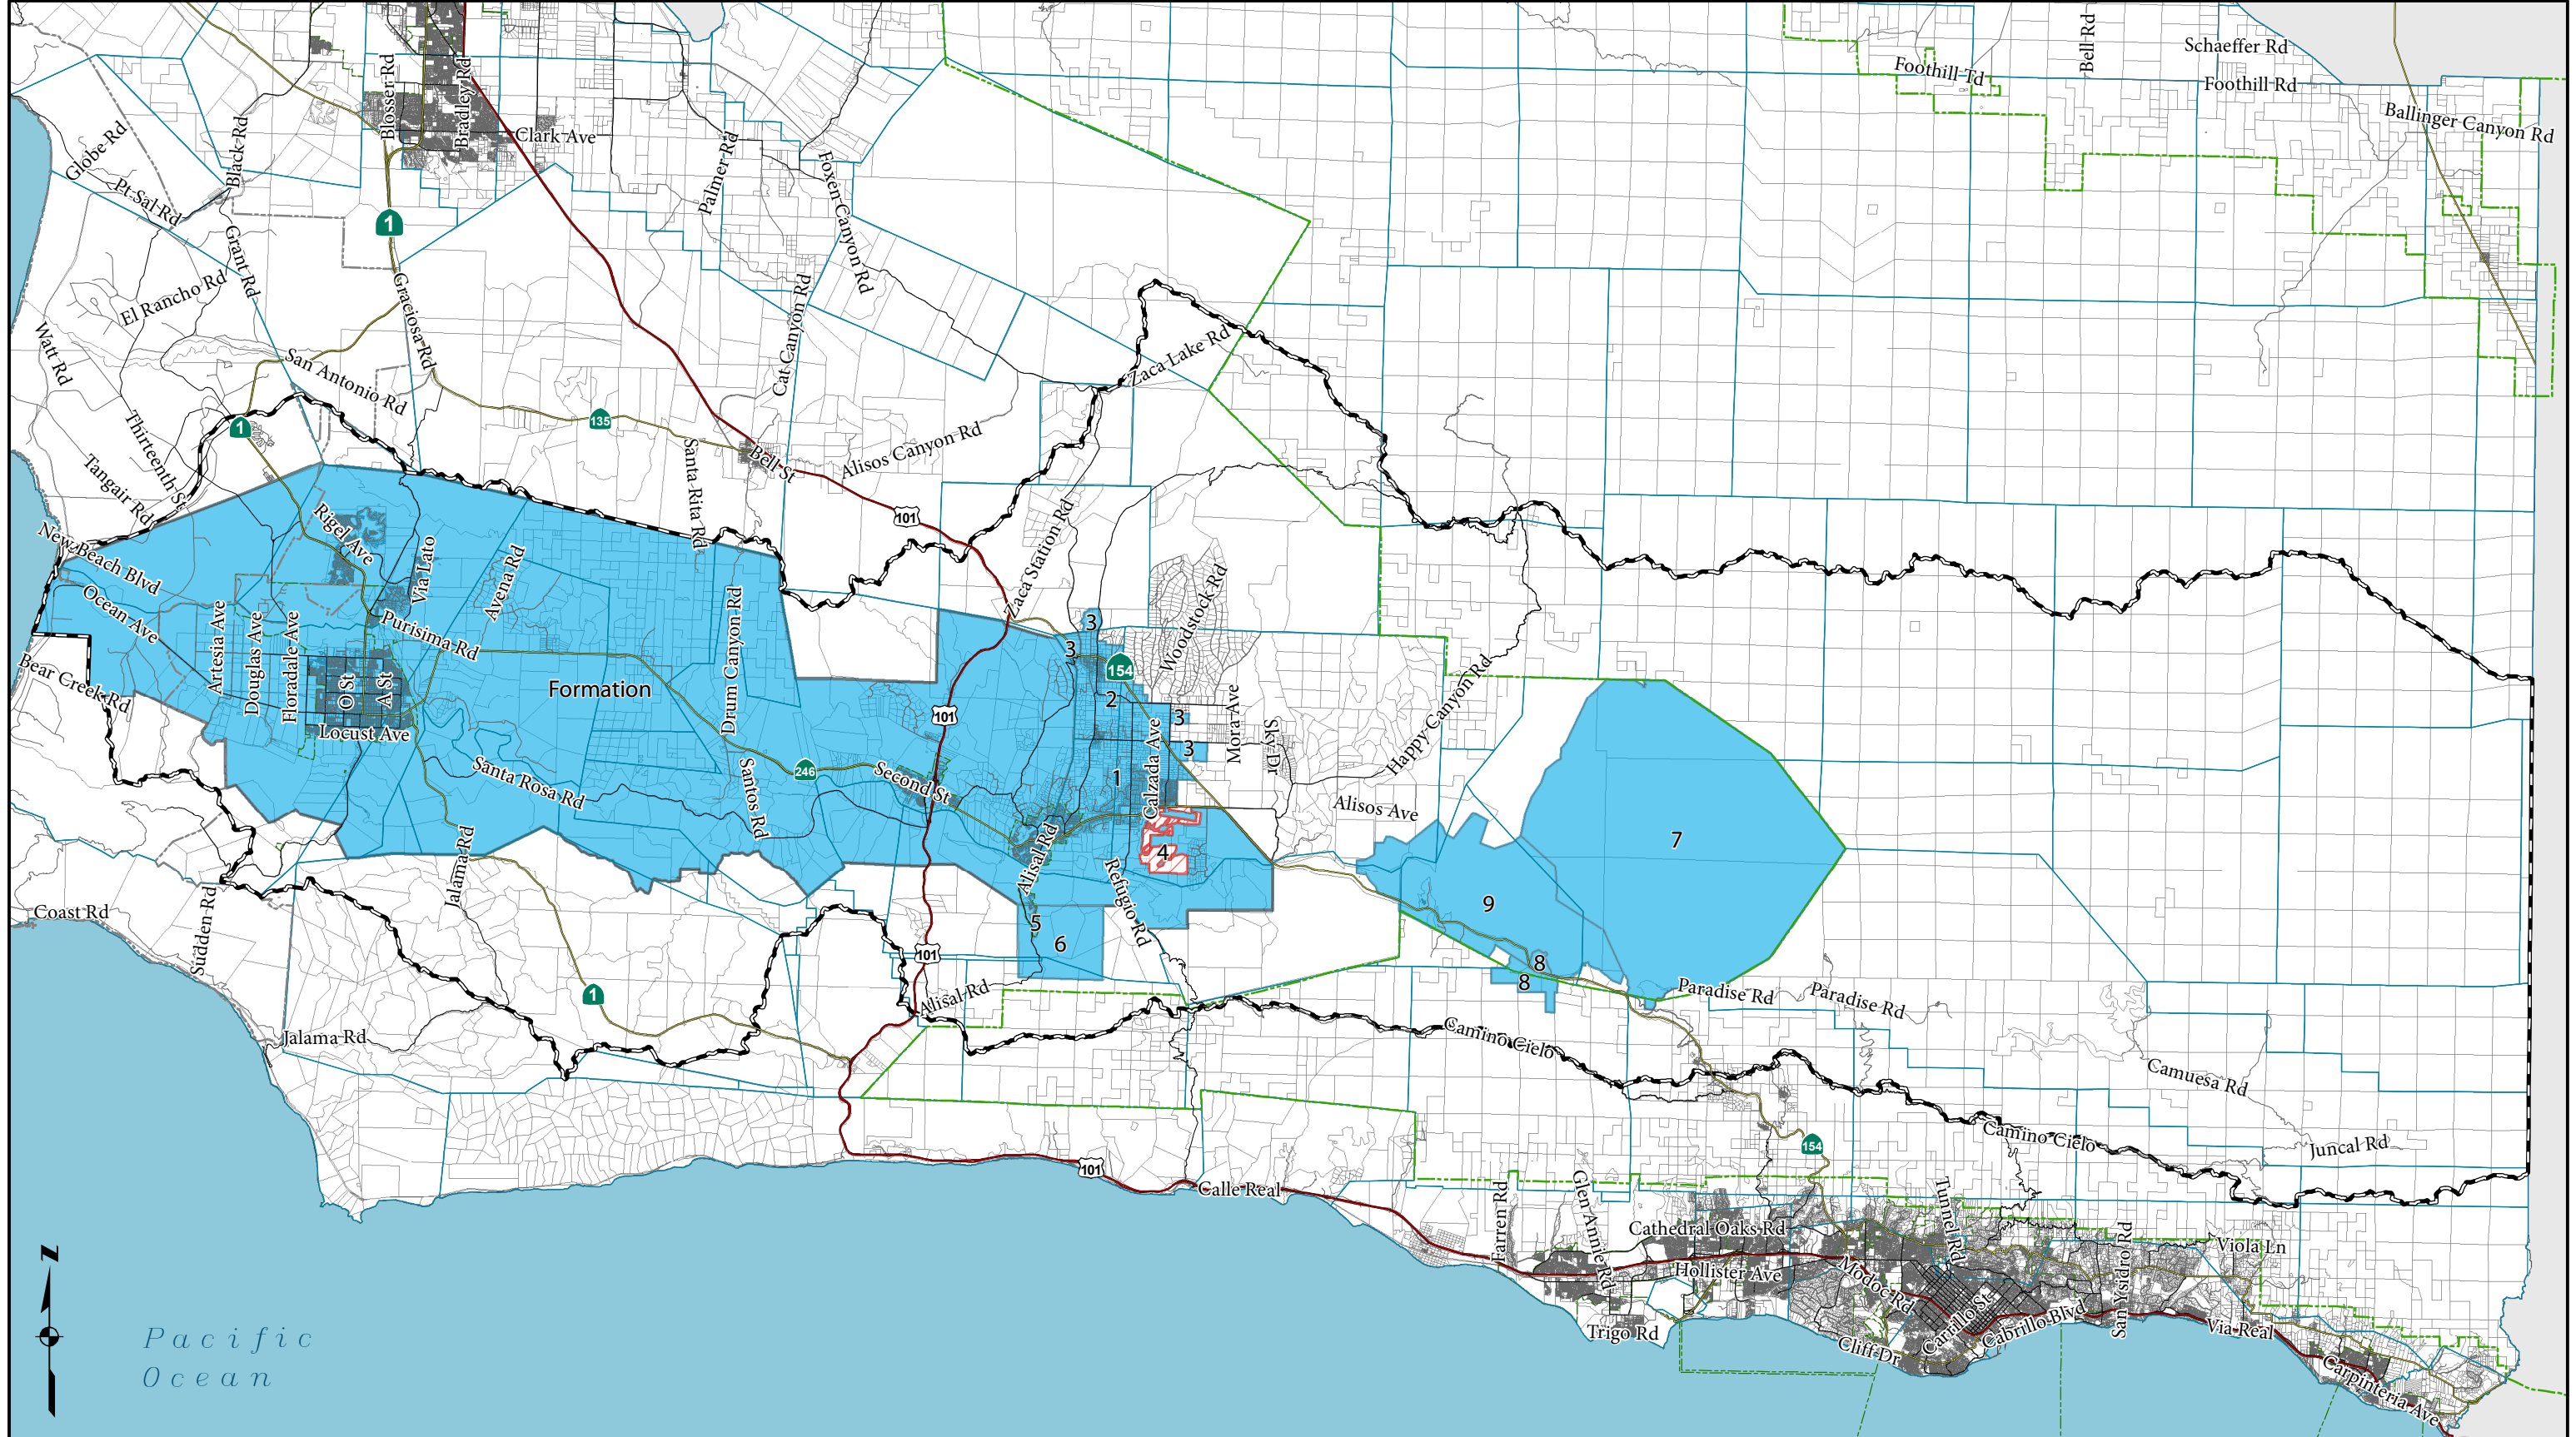 Schaeffer Rd
Bell Rd
Foothill Td
Foothill Rd
Ballinger Canyon Rd
Blosser Rd
Bradley Rd
Clark Ave
Globe Rd
Black Rd
Palmer Rd
Foxen Canyon Rd
Pt Sal Rd
1
Grant Rd
El Rancho Rd
Graciosa Rd
Cat Canyon Rd
Watt Rd
San Antonio Rd
Zaca Lake Rd
135
1
Thirteenth St
Santa Rita Rd
Bell St
Alisos Canyon Rd
Tangair Rd
101
Zaca Station Rd
Rigel Ave
New Beach Blvd
Via Lato
Avena Rd
Woodstock Rd
Ocean Ave
Artesia Ave
Douglas Ave
Floradale Ave
Purisima Rd
Drum Canyon Rd
3
3
154
Bear Creek Rd
O St
A St
Formation
2
101
3
Mora Ave
Happy Canyon Rd
Locust Ave
Calzada Ave
3
Sky Dr
Santa Rosa Rd
Santos Rd
246
Second St
1
Alisos Ave
7
Jalama Rd
Alisal Rd
4
Refugio Rd
Coast Rd
Sudden Rd
5
6
9
101
8
8
1
Alisal Rd
Paradise Rd
Paradise Rd
Jalama Rd
Camino Cielo
Camuesa Rd
Camino Cielo
Juncal Rd
154
101
Calle Real
Farren Rd
Glen Annie Rd
Cathedral Oaks Rd
Tunnel Rd
San Ysidro Rd
Viola Ln
Hollister Ave
Modoc Rd
N
Pacific
Ocean
Trigo Rd
Cliff Dr
Carrillo St
Cabrillo Blvd
Via Real
Carpinteria Ave